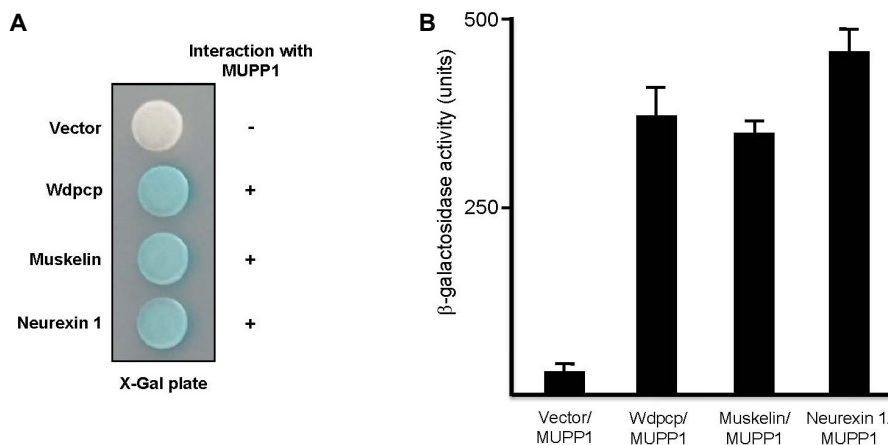 A
Interaction with
MUPP1
Vector
-
Wdpcp
+
Muskelin
+
Neurexin 1
+
X-Gal plate
B
β-galactosidase activity (units)
500
250
Vector/
MUPP1
Wdpcp/
MUPP1
Muskelin/
MUPP1
Neurexin 1/
MUPP1